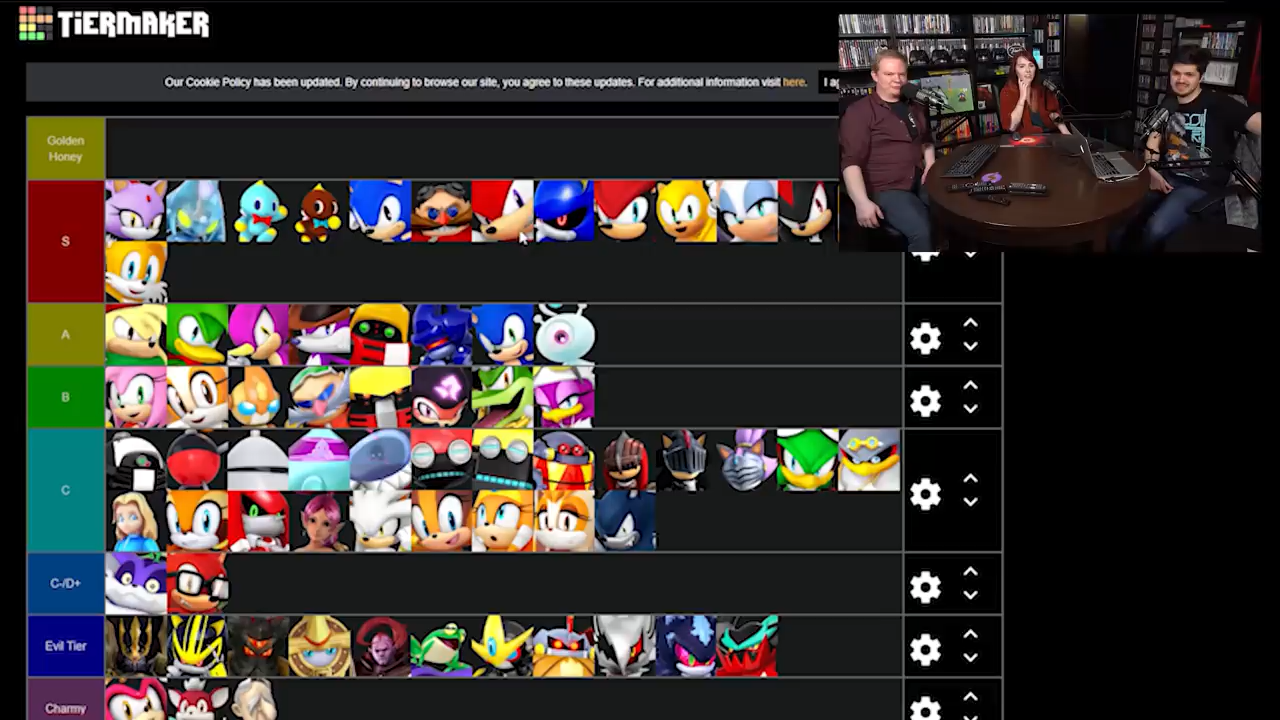 TiERMAKER
Our Cookie Policy has been updated. By continuing to browse our site, you agree to these updates. For additional information visit here.
I ag
Golden
Honey
S
A
B
C
C-/D+
Evil Tier
Charmy